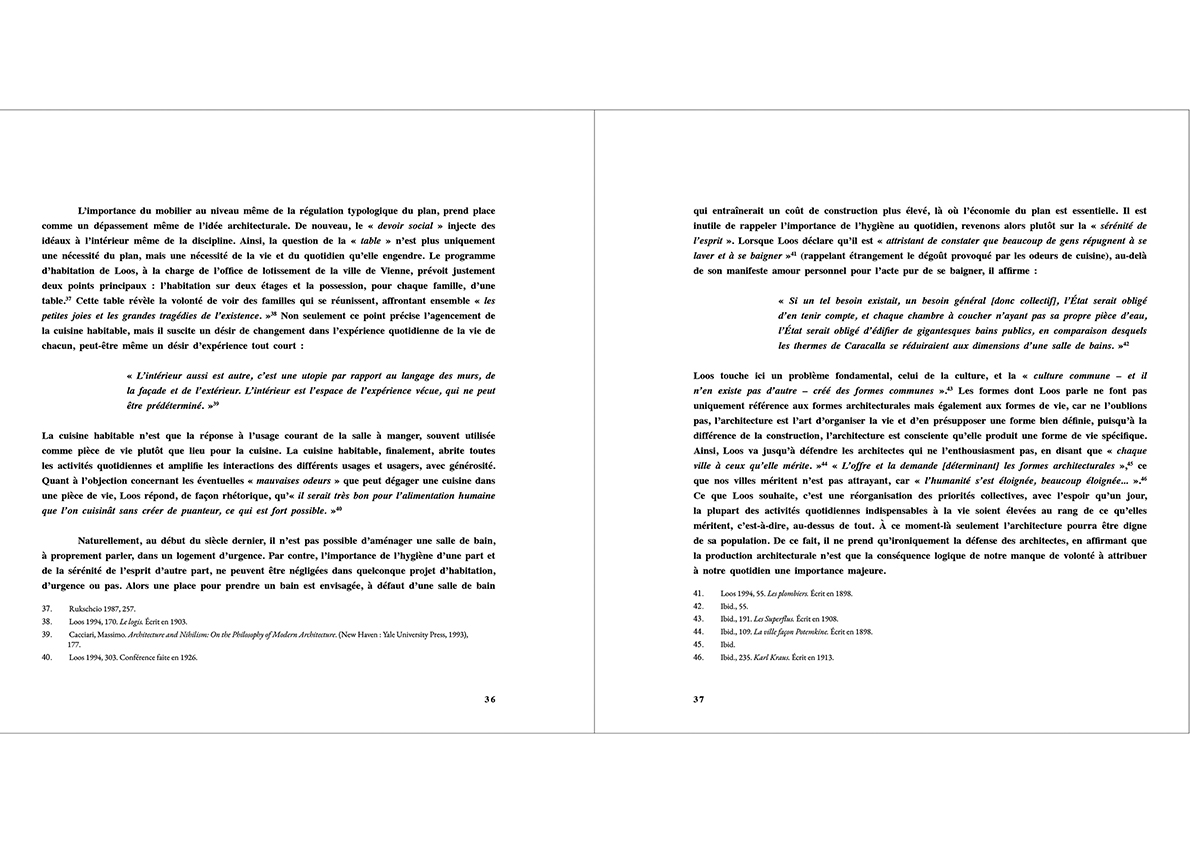 L’importance du mobilier au niveau même de la régulation typologique du plan, prend place
comme un dépassement même de l’idée architecturale. De nouveau, le « devoir social » injecte des
idéaux à l’intérieur même de la discipline. Ainsi, la question de la « table » n’est plus uniquement
une nécessité du plan, mais une nécessité de la vie et du quotidien qu’elle engendre. Le programme
d’habitation de Loos, à la charge de l’office de lotissement de la ville de Vienne, prévoit justement
deux points principaux : l’habitation sur deux étages et la possession, pour chaque famille, d’une
table.³⁷ Cette table révèle la volonté de voir des familles qui se réunissent, affrontant ensemble « les
petites joies et les grandes tragédies de l’existence. »³⁸ Non seulement ce point précise l’agencement de
la cuisine habitable, mais il suscite un désir de changement dans l’expérience quotidienne de la vie de
chacun, peut-être même un désir d’expérience tout court :
« L’intérieur aussi est autre, c’est une utopie par rapport au langage des murs, de
la façade et de l’extérieur. L’intérieur est l’espace de l’expérience vécue, qui ne peut
être prédéterminé. »³⁹
La cuisine habitable n’est que la réponse à l’usage courant de la salle à manger, souvent utilisée
comme pièce de vie plutôt que lieu pour la cuisine. La cuisine habitable, finalement, abrite toutes
les activités quotidiennes et amplifie les interactions des différents usages et usagers, avec générosité.
Quant à l’objection concernant les éventuelles « mauvaises odeurs » que peut dégager une cuisine dans
une pièce de vie, Loos répond, de façon rhétorique, qu’« il serait très bon pour l’alimentation humaine
que l’on cuisinât sans créer de puanteur, ce qui est fort possible. »⁴⁰
Naturellement, au début du siècle dernier, il n’est pas possible d’aménager une salle de bain,
à proprement parler, dans un logement d’urgence. Par contre, l’importance de l’hygiène d’une part et
de la sérénité de l’esprit d’autre part, ne peuvent être négligées dans quelconque projet d’habitation,
d’urgence ou pas. Alors une place pour prendre un bain est envisagée, à défaut d’une salle de bain
37. Rukschcio 1987, 257.
38. Loos 1994, 170. Le logis. Écrit en 1903.
39. Cacciari, Massimo. Architecture and Nihilism: On the Philosophy of Modern Architecture. (New Haven : Yale University Press, 1993),
177.
40. Loos 1994, 303. Conférence faite en 1926.
36
qui entraînerait un coût de construction plus élevé, là où l’économie du plan est essentielle. Il est
inutile de rappeler l’importance de l’hygiène au quotidien, revenons alors plutôt sur la « sérénité de
l’esprit ». Lorsque Loos déclare qu’il est « attristant de constater que beaucoup de gens répugnent à se
laver et à se baigner »⁴¹ (rappelant étrangement le dégoût provoqué par les odeurs de cuisine), au-delà
de son manifeste amour personnel pour l’acte pur de se baigner, il affirme :
« Si un tel besoin existait, un besoin général [donc collectif], l’État serait obligé
d’en tenir compte, et chaque chambre à coucher n’ayant pas sa propre pièce d’eau,
l’État serait obligé d’édifier de gigantesques bains publics, en comparaison desquels
les thermes de Caracalla se réduiraient aux dimensions d’une salle de bains. »⁴²
Loos touche ici un problème fondamental, celui de la culture, et la « culture commune – et il
n’en existe pas d’autre – créé des formes communes ».⁴³ Les formes dont Loos parle ne font pas
uniquement référence aux formes architecturales mais également aux formes de vie, car ne l’oublions
pas, l’architecture est l’art d’organiser la vie et d’en présupposer une forme bien définie, puisqu’à la
différence de la construction, l’architecture est consciente qu’elle produit une forme de vie spécifique.
Ainsi, Loos va jusqu’à défendre les architectes qui ne l’enthousiasment pas, en disant que « chaque
ville à ceux qu’elle mérite. »⁴⁴ « L’offre et la demande [déterminant] les formes architecturales »,⁴⁵ ce
que nos villes méritent n’est pas attrayant, car « l’humanité s’est éloignée, beaucoup éloignée... ».⁴⁶
Ce que Loos souhaite, c’est une réorganisation des priorités collectives, avec l’espoir qu’un jour,
la plupart des activités quotidiennes indispensables à la vie soient élevées au rang de ce qu’elles
méritent, c’est-à-dire, au-dessus de tout. À ce moment-là seulement l’architecture pourra être digne
de sa population. De ce fait, il ne prend qu’ironiquement la défense des architectes, en affirmant que
la production architecturale n’est que la conséquence logique de notre manque de volonté à attribuer
à notre quotidien une importance majeure.
41. Loos 1994, 55. Les plombiers. Écrit en 1898.
42. Ibid., 55.
43. Ibid., 191. Les Superflus. Écrit en 1908.
44. Ibid., 109. La ville façon Potemkine. Écrit en 1898.
45. Ibid.
46. Ibid., 235. Karl Kraus. Écrit en 1913.
37